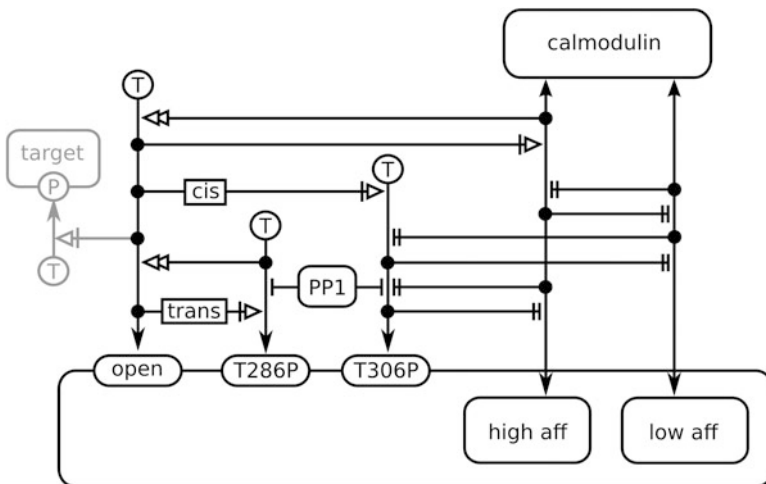 calmodulin
T
target
P
T
cis
T
T
PP1
trans
open
T286P
T306P
high aff
low aff